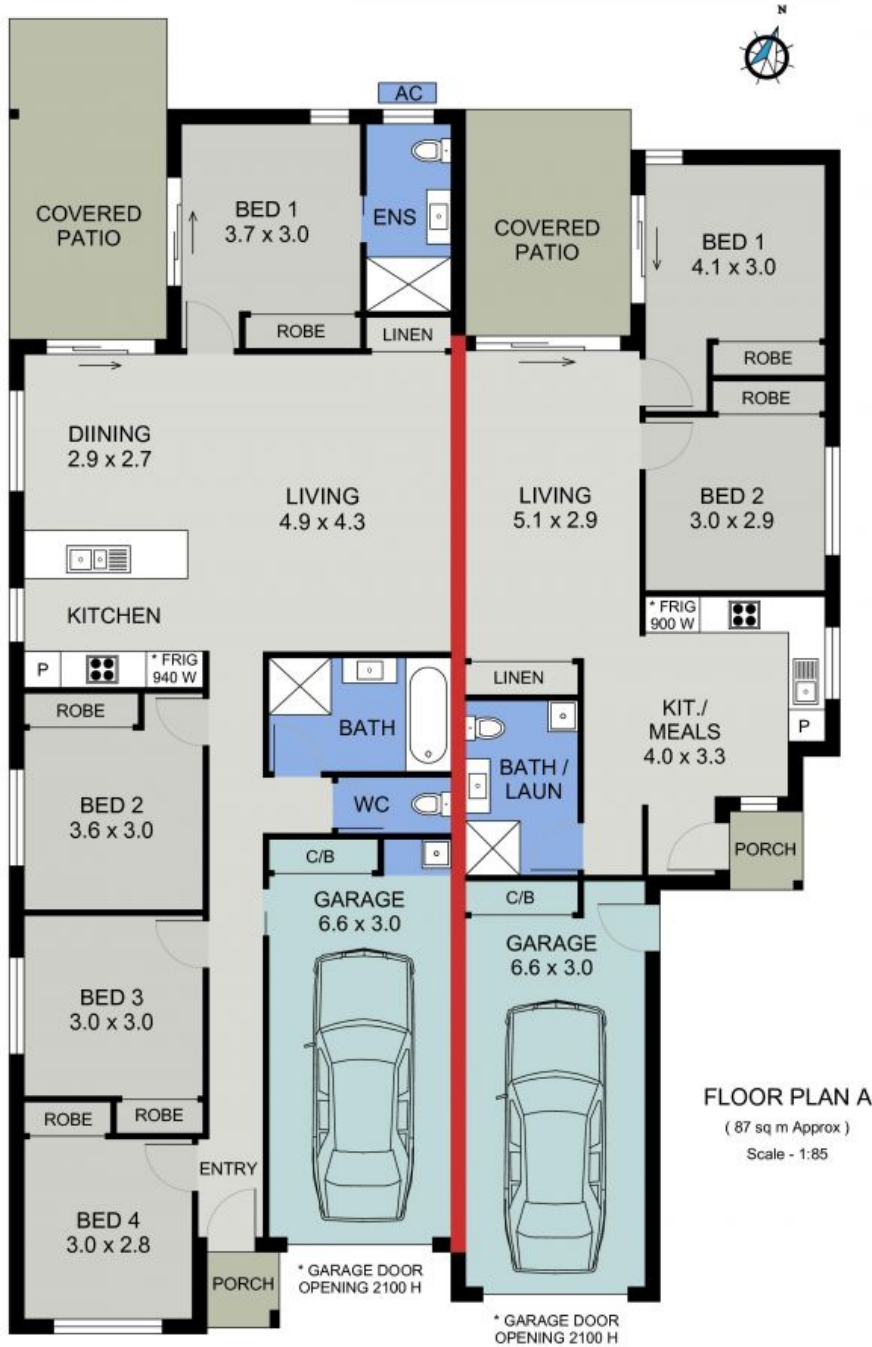 N
AC
COVERED
PATIO
BED 1
3.7 x 3.0
ENS
ROBE
LINEN
DIINING
2.9 x 2.7
LIVING
4.9 x 4.3
KITCHEN
P
* FRIG
940 W
ROBE
BATH
BED 2
3.6 x 3.0
WC
C/B
GARAGE
6.6 x 3.0
BED 3
3.0 x 3.0
ROBE
ROBE
ENTRY
BED 4
3.0 x 2.8
PORCH
* GARAGE DOOR
OPENING 2100 H
COVERED
PATIO
BED 1
4.1 x 3.0
ROBE
ROBE
LIVING
5.1 x 2.9
BED 2
3.0 x 2.9
* FRIG
900 W
LINEN
KIT./
MEALS
4.0 x 3.3
P
BATH /
LAUN
PORCH
C/B
GARAGE
6.6 x 3.0
* GARAGE DOOR
OPENING 2100 H
FLOOR PLAN A
( 87 sq m Approx )
Scale - 1:85